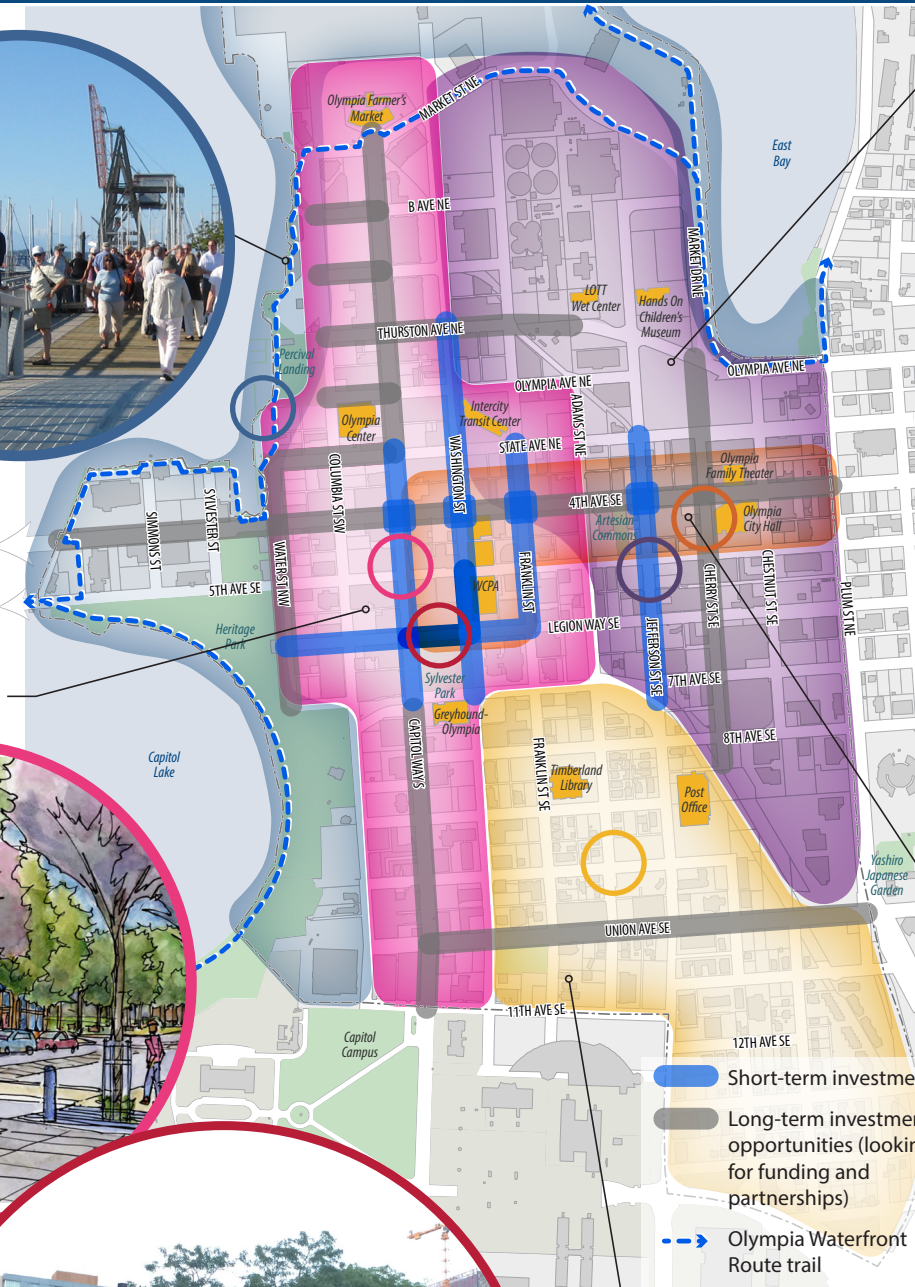 Olympia Farmer's
Market
MARKET ST NE
East
Bay
B AVE NE
MARKET DR NE
LOTT
Wet Center
Hands On
Children's
Museum
THURSTON AVE NE
Percival
Landing
OLYMPIA AVE NE
OLYMPIA AVE NE
Olympia
Center
Intercity
Transit Center
ADAMS ST NE
WASHINGTON ST
STATE AVE NE
COLUMBIA ST SW
Olympia
Family Theater
SIMMONS ST
SYLVESTER ST
4TH AVE SE
Artesian
Commons
Olympia
City Hall
WATER ST NW
5TH AVE SE
WCPA
FRANKLIN ST
CHERRY ST SE
CHESTNUT ST SE
PLUM ST NE
Heritage
Park
LEGION WAY SE
JEFFERSON ST SE
Sylvester
Park
7TH AVE SE
Greyhound-
Olympia
8TH AVE SE
Capitol
Lake
CAPITOL WAY S
FRANKLIN ST SE
Timberland
Library
Post
Office
Yashiro
Japanese
Garden
UNION AVE SE
11TH AVE SE
Capitol
Campus
12TH AVE SE
Short-term investme
Long-term investmen
opportunities (lookin
for funding and
partnerships)
Olympia Waterfront
Route trail